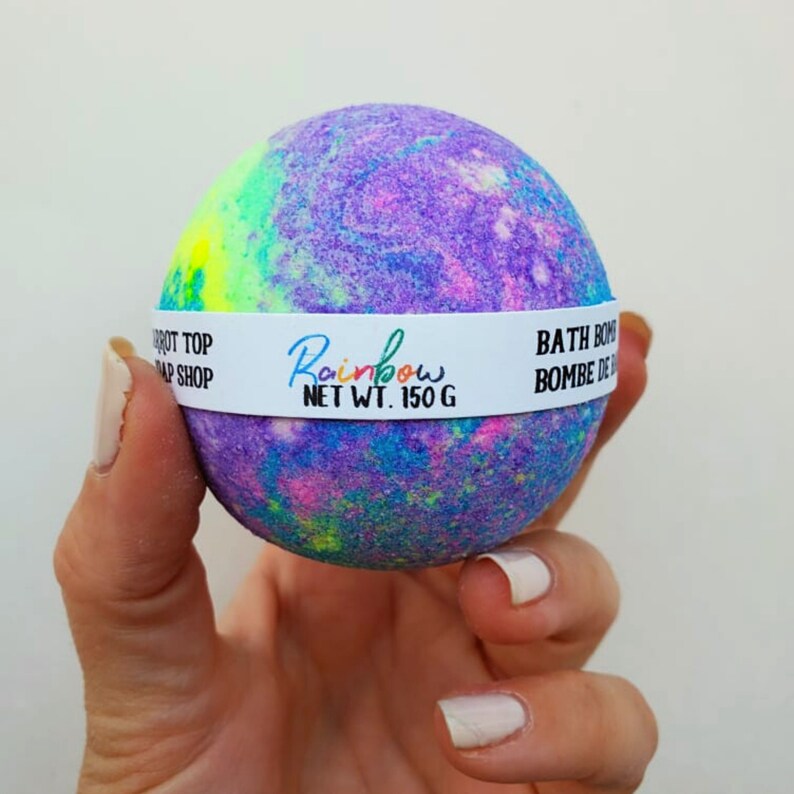 TOP
SHOP
Rainbow
NET WT. 150 G
BATH BOMB
BOMBE DE